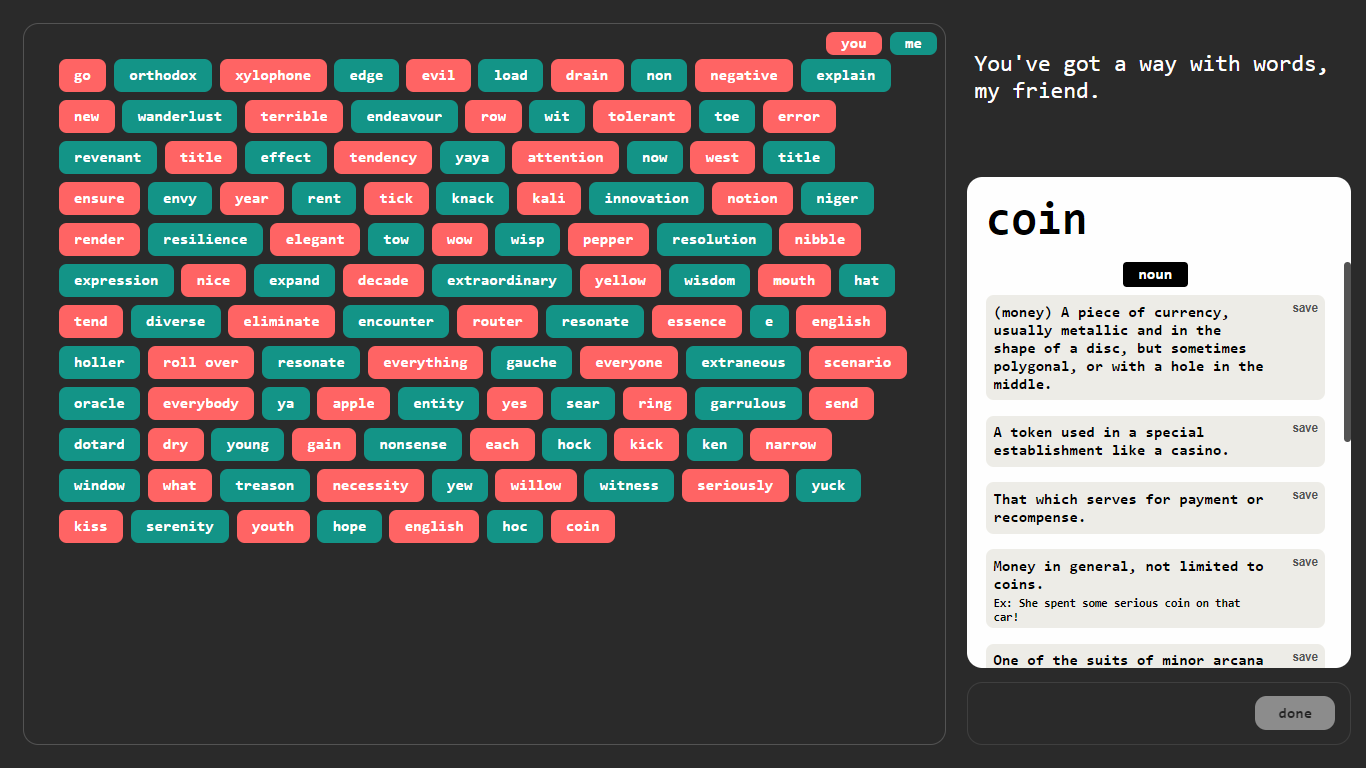 you me
go orthodox xylophone edge evil load drain non negative explain
new wanderlust terrible endeavour row wit tolerant toe error
revenant title effect tendency yaya attention now west title
ensure envy year rent tick knack kali innovation notion niger
render resilience elegant tow wow wisp pepper resolution nibble
expression nice expand decade extraordinary yellow wisdom mouth hat
tend diverse eliminate encounter router resonate essence e english
holler roll over resonate everything gauche everyone extraneous scenario
oracle everybody ya apple entity yes sear ring garrulous send
dotard dry young gain nonsense each hock kick ken narrow
window what treason necessity yew willow witness seriously yuck
kiss serenity youth hope english hoc coin
You've got a way with words,
my friend.
coin
noun
(money) A piece of currency, save
usually metallic and in the
shape of a disc, but sometimes
polygonal, or with a hole in the
middle.
A token used in a special save
establishment like a casino.
That which serves for payment or save
recompense.
Money in general, not limited to save
coins.
Ex: She spent some serious coin on that
car!
One of the suits of minor arcana save
done